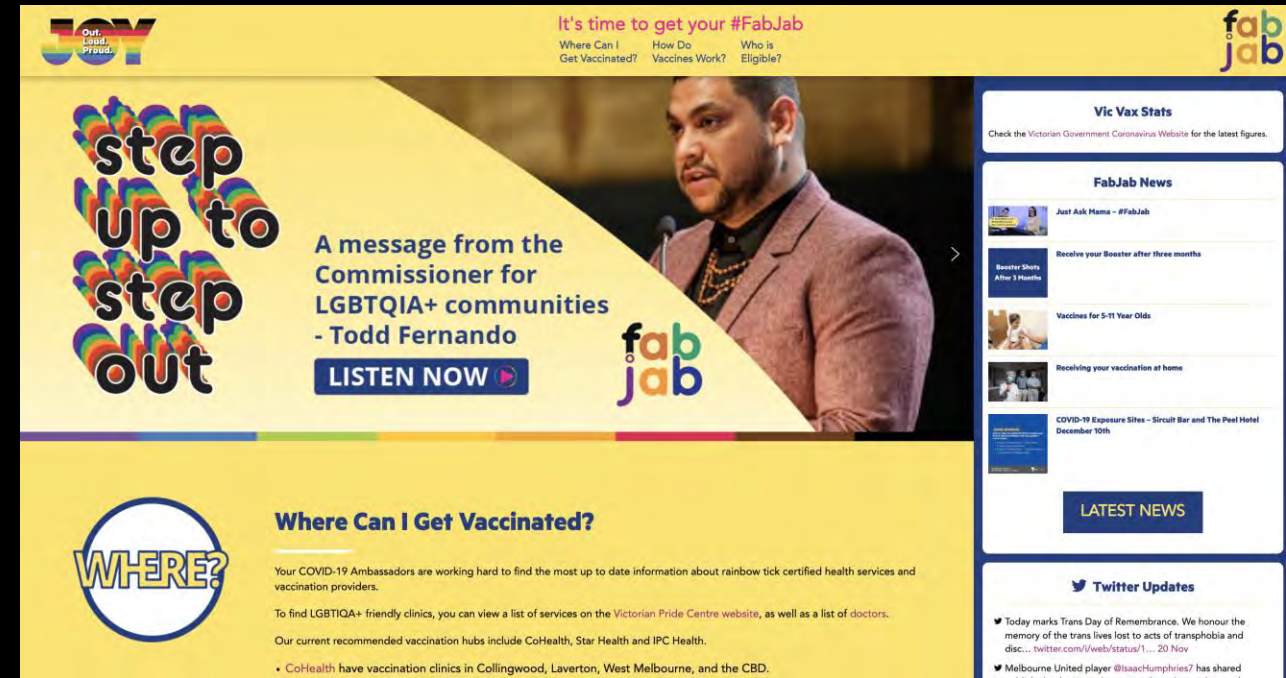 JOY
Out.
Loud.
Proud.
It's time to get your #FabJab
Where Can I
Get Vaccinated?
How Do
Vaccines Work?
Who is
Eligible?
fab
jab
step
up to
step
out
A message from the
Commissioner for
LGBTQIA+ communities
- Todd Fernando
LISTEN NOW
fab
jab
WHERE?
Where Can I Get Vaccinated?
Your COVID-19 Ambassadors are working hard to find the most up to date information about rainbow tick certified health services and
vaccination providers.
To find LGBTIQA+ friendly clinics, you can view a list of services on the Victorian Pride Centre website, as well as a list of doctors.
Our current recommended vaccination hubs include CoHealth, Star Health and IPC Health.
• CoHealth have vaccination clinics in Collingwood, Laverton, West Melbourne, and the CBD.
Vic Vax Stats
Check the Victorian Government Coronavirus Website for the latest figures.
FabJab News
Just Ask Mama – #FabJab
Booster Shots
After 3 Months
Receive your Booster after three months
Vaccines for 5-11 Year Olds
Receiving your vaccination at home
COVID-19 Exposure Sites – Sircuit Bar and The Peel Hotel
December 10th
LATEST NEWS
Twitter Updates
Today marks Trans Day of Remembrance. We honour the
memory of the trans lives lost to acts of transphobia and
disc… twitter.com/i/web/status/1… 20 Nov
Melbourne United player @IsaacHumphries7 has shared